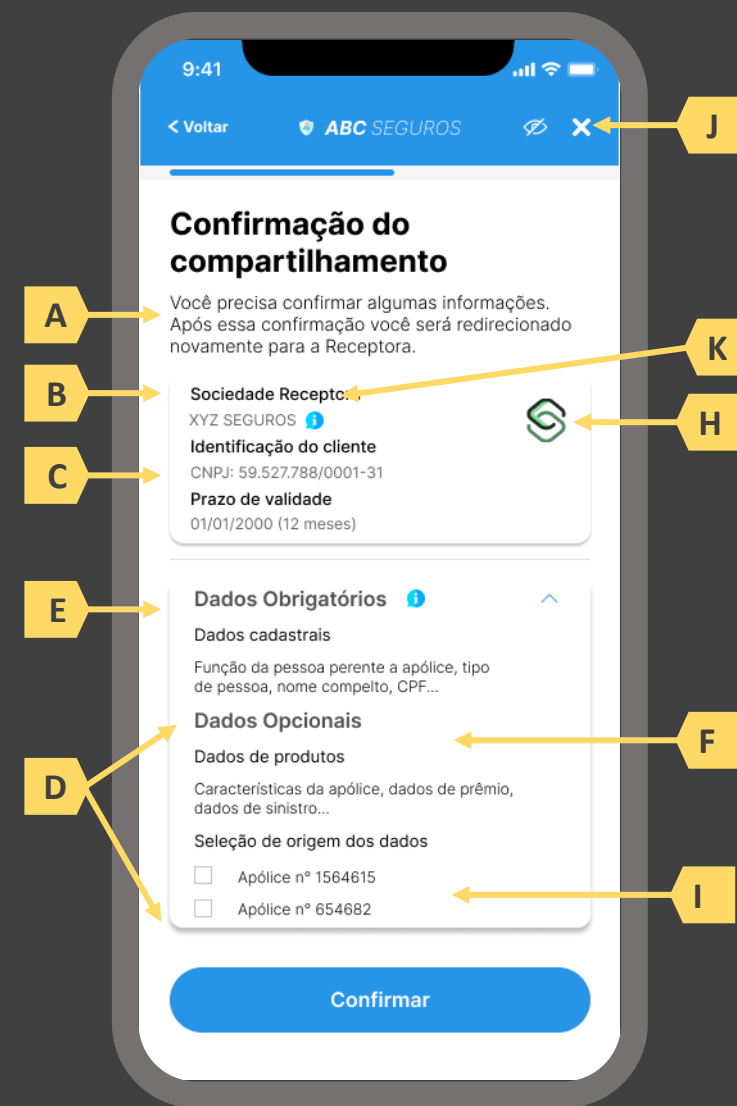 9:41
< Voltar
ABC SEGUROS
J
Confirmação do
compartilhamento
A
Você precisa confirmar algumas informações.
Após essa confirmação você será redirecionado
novamente para a Receptora.
K
B
Sociedade Receptora
XYZ SEGUROS
H
Identificação do cliente
C
CNPJ: 59.527.788/0001-31
Prazo de validade
01/01/2000 (12 meses)
E
Dados Obrigatórios
Dados cadastrais
Função da pessoa perente a apólice, tipo
de pessoa, nome compelto, CPF...
Dados Opcionais
F
Dados de produtos
D
Características da apólice, dados de prêmio,
dados de sinistro...
Seleção de origem dos dados
Apólice n° 1564615
I
Apólice n° 654682
Confirmar